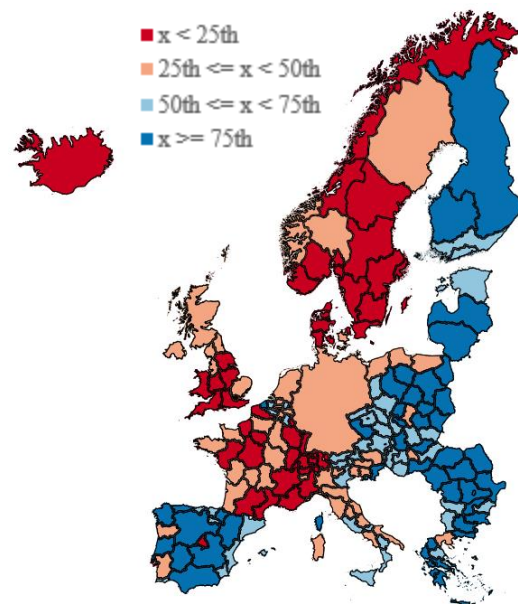 x < 25th
25th <= x < 50th
50th <= x < 75th
x >= 75th